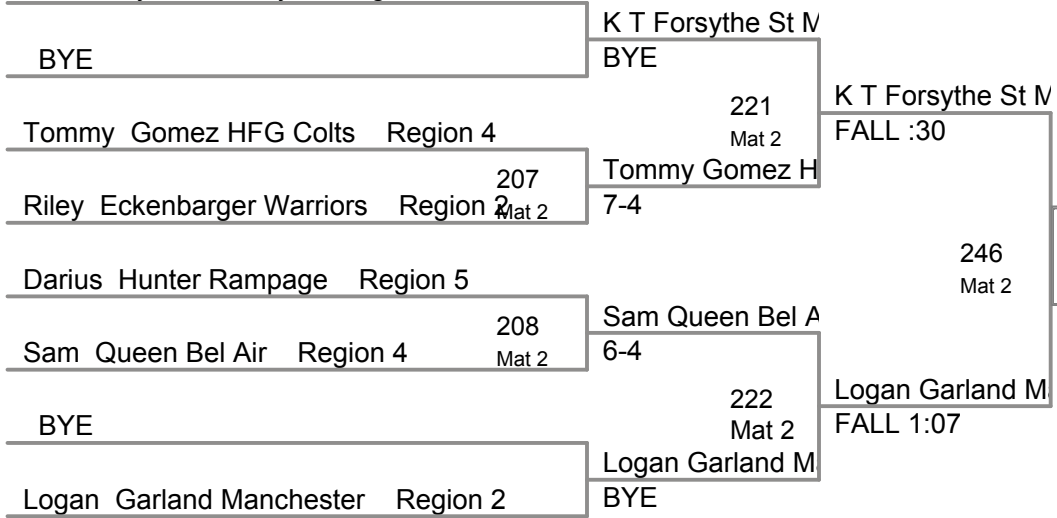 K T Forsythe St M
BYE
BYE
221
Mat 2
K T Forsythe St M
FALL :30
Tommy Gomez HFG Colts Region 4
207
Mat 2
Tommy Gomez H
7-4
Riley Eckenbarger Warriors Region 2
246
Mat 2
Darius Hunter Rampage Region 5
208
Mat 2
Sam Queen Bel A
6-4
Sam Queen Bel Air Region 4
222
Mat 2
Logan Garland M
FALL 1:07
BYE
Logan Garland M
BYE
Logan Garland Manchester Region 2